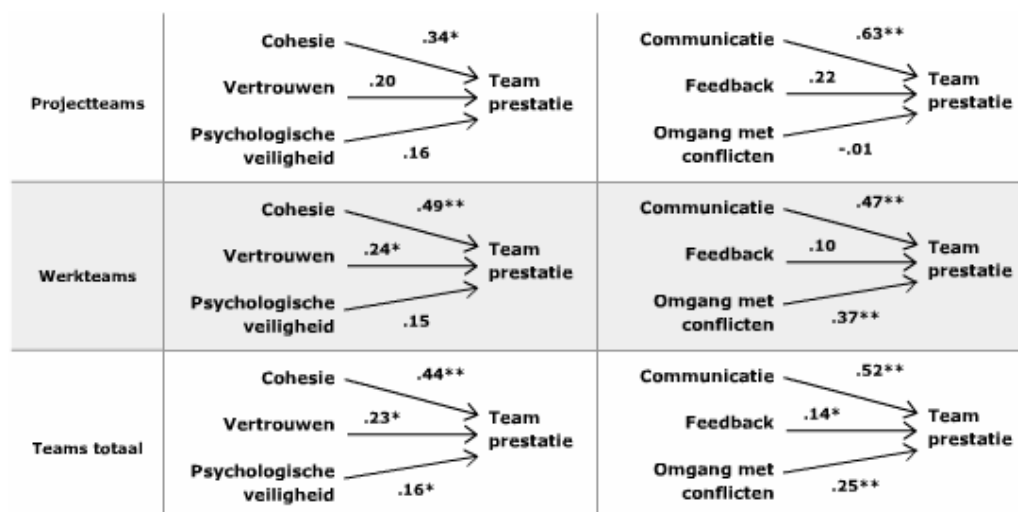 Projectteams
Cohesie
.34*
Vertrouwen
.20
Psychologische
veiligheid
.16
Team
prestatie
Communicatie
.63**
Feedback
.22
Omgang met
conflicten
-.01
Team
prestatie
Werkteams
Cohesie
.49**
Vertrouwen
.24*
Psychologische
veiligheid
.15
Team
prestatie
Communicatie
.47**
Feedback
.10
Omgang met
conflicten
.37**
Team
prestatie
Teams totaal
Cohesie
.44**
Vertrouwen
.23*
Psychologische
veiligheid
.16*
Team
prestatie
Communicatie
.52**
Feedback
.14*
Omgang met
conflicten
.25**
Team
prestatie